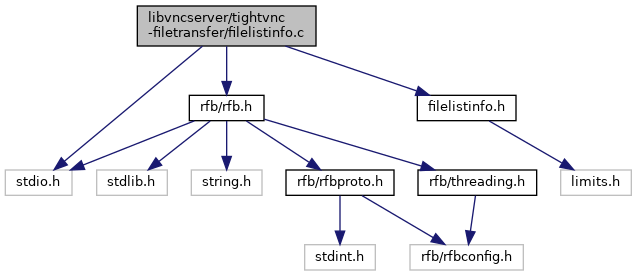 libvncserver/tightvnc
-filetransfer/filelistinfo.c
rfb/rfb.h
filelistinfo.h
stdio.h
stdlib.h
string.h
rfb/rfbproto.h
rfb/threading.h
limits.h
stdint.h
rfb/rfbconfig.h